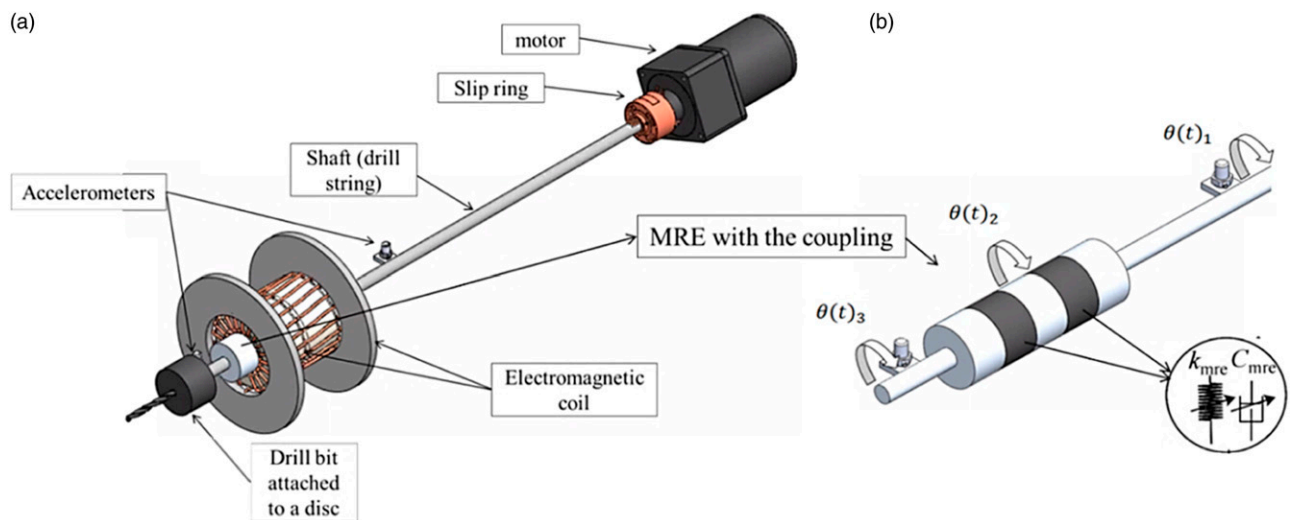 (a)
motor
Slip ring
Shaft (drill
string)
Accelerometers
MRE with the coupling
Electromagnetic
coil
Drill bit
attached
to a disc
(b)
θ(t)₁
θ(t)₂
θ(t)₃
kₘᵣₑ Cₘᵣₑ